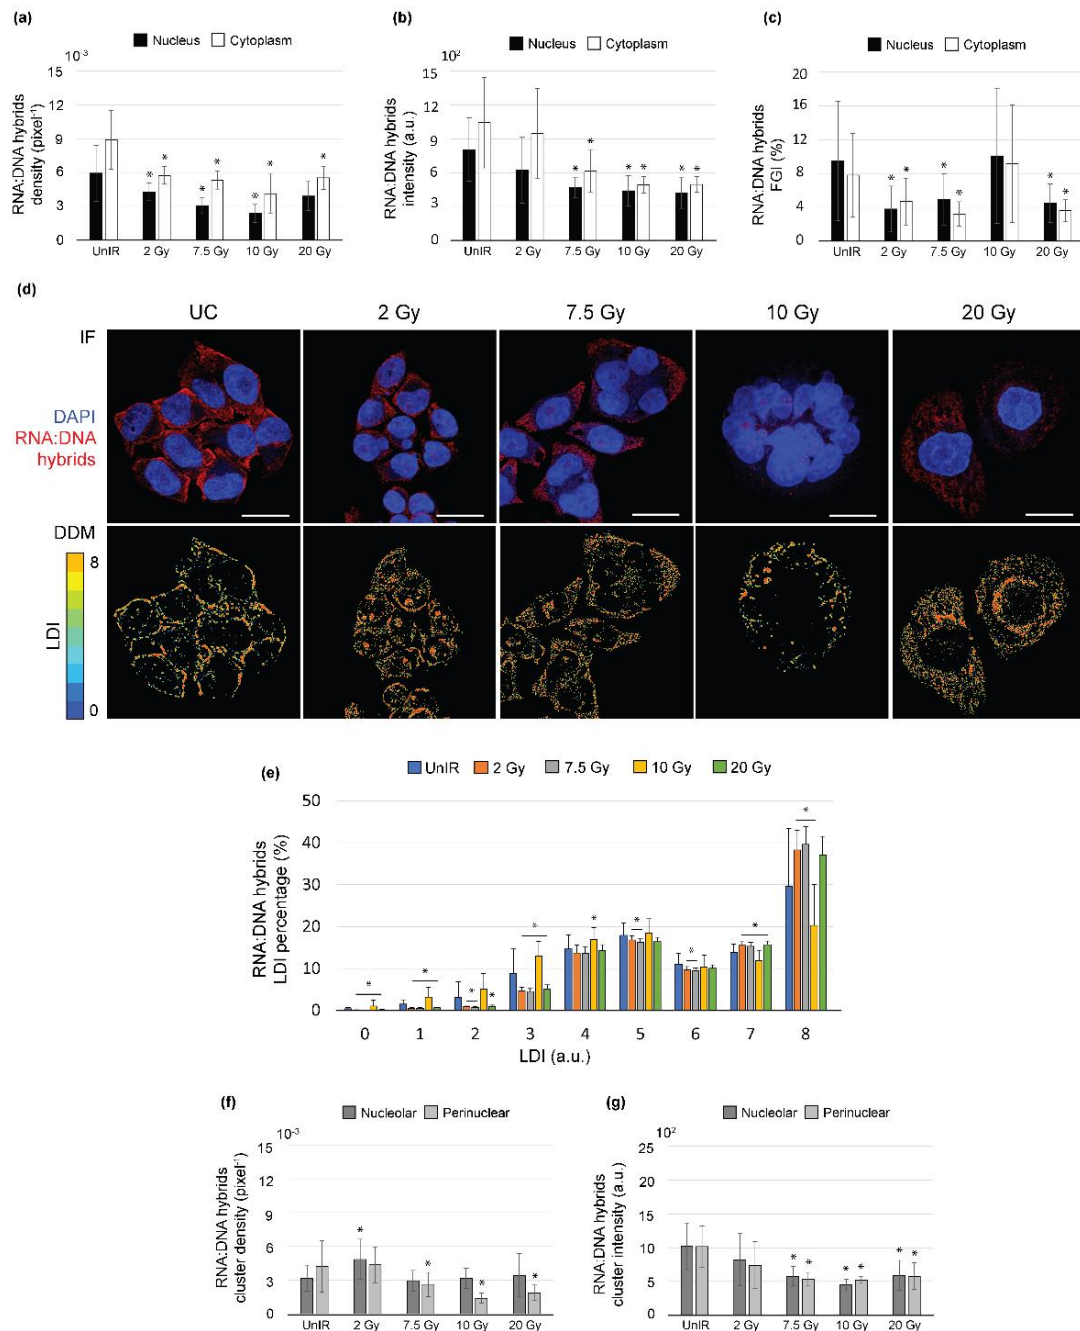 (a)
Nucleus Cytoplasm
10-3
15
12
9
6
3
0
RNA:DNA hybrids
density (pixel-1)
* * * * * * *
UnIR 2 Gy 7.5 Gy 10 Gy 20 Gy
(b)
Nucleus Cytoplasm
10²
15
12
9
6
3
0
RNA:DNA hybrids
intensity (a.u.)
* * * * * *
UnIR 2 Gy 7.5 Gy 10 Gy 20 Gy
(c)
Nucleus Cytoplasm
20
16
12
8
4
0
RNA:DNA hybrids
FGI (%)
* * * * * *
UnIR 2 Gy 7.5 Gy 10 Gy 20 Gy
(d)
UC 2 Gy 7.5 Gy 10 Gy 20 Gy
IF
DAPI
RNA:DNA
hybrids
DDM
8
LDI
0
(e)
UnIR 2 Gy 7.5 Gy 10 Gy 20 Gy
50
40
30
20
10
0
RNA:DNA hybrids
LDI percentage (%)
* * * * * * * * * *
0 1 2 3 4 5 6 7 8
LDI (a.u.)
(f)
Nucleolar Perinuclear
10-3
15
12
9
6
3
0
RNA:DNA hybrids
cluster density (pixel-1)
* * * *
UnIR 2 Gy 7.5 Gy 10 Gy 20 Gy
(g)
Nucleolar Perinuclear
10²
25
20
15
10
5
0
RNA:DNA hybrids
cluster intensity (a.u.)
* * * * * *
UnIR 2 Gy 7.5 Gy 10 Gy 20 Gy